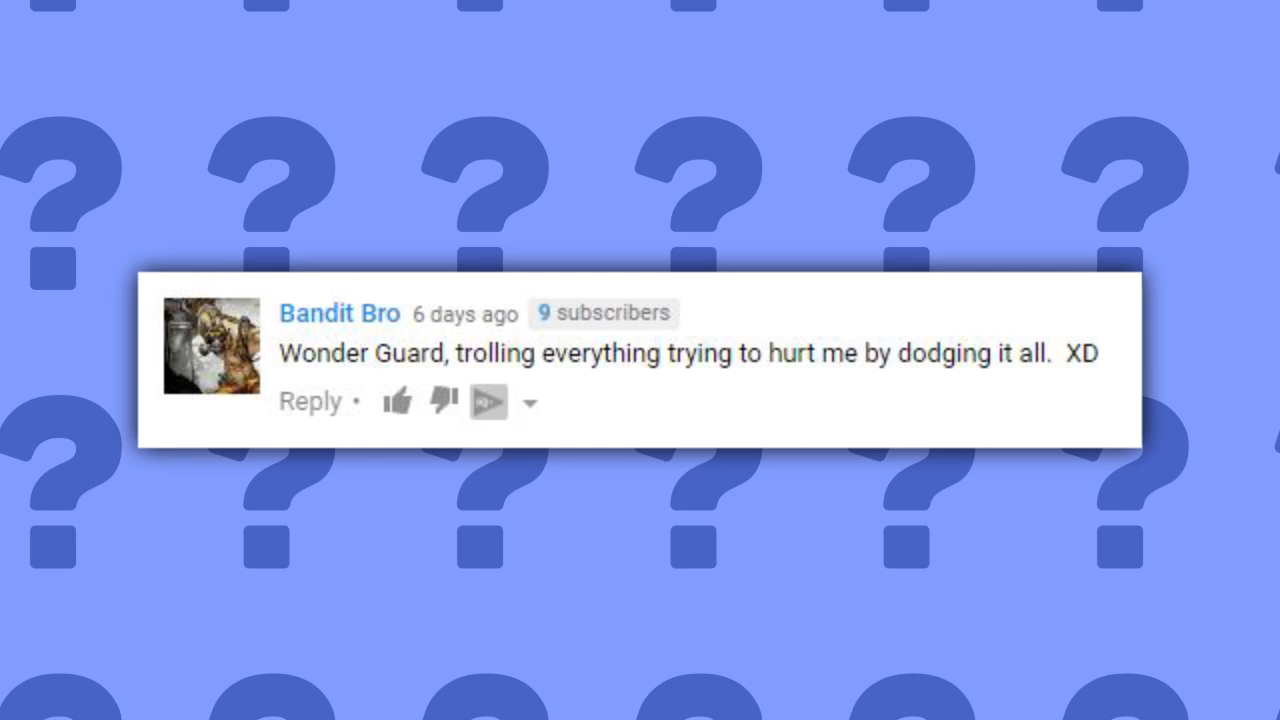 Bandit Bro 6 days ago 9 subscribers
Wonder Guard, trolling everything trying to hurt me by dodging it all.  XD
Reply •